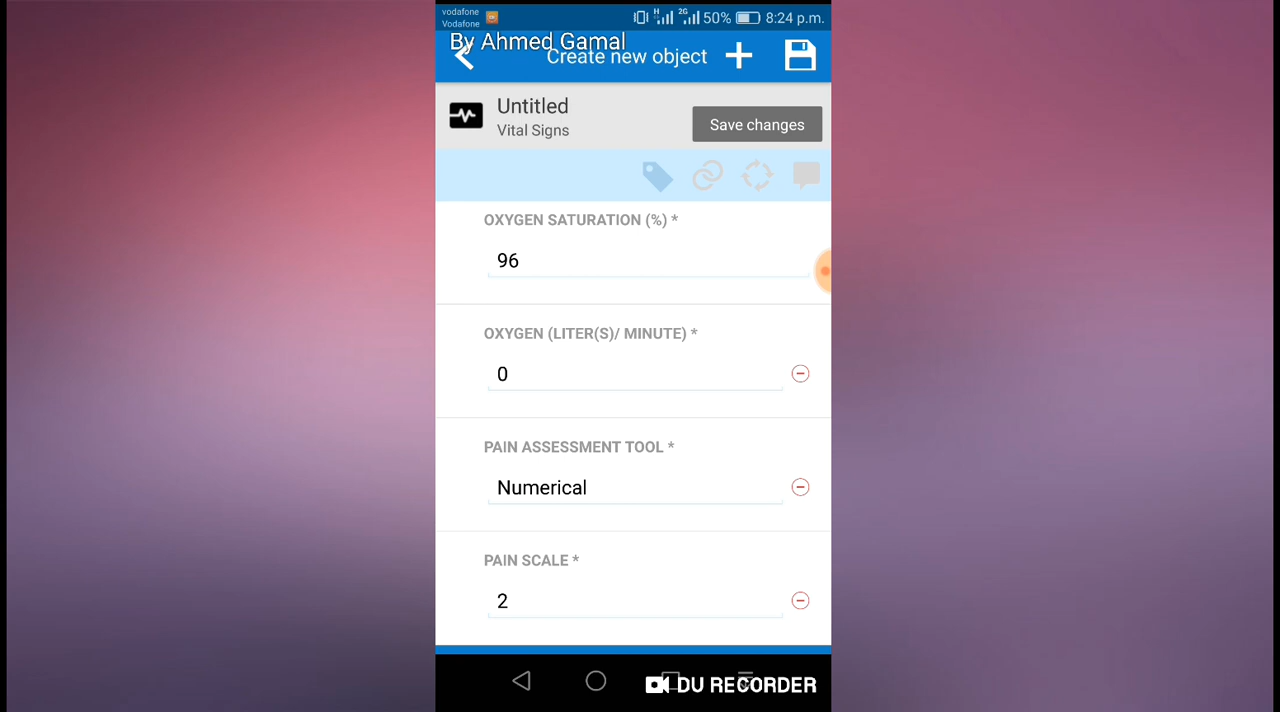 vodafone
Vodafone
H 2G 50% 8:24 p.m.
By Ahmed Gamal
Create new object
Untitled
Vital Signs
Save changes
OXYGEN SATURATION (%) *
96
OXYGEN (LITER(S)/ MINUTE) *
0
PAIN ASSESSMENT TOOL *
Numerical
PAIN SCALE *
2
DU RECORDER